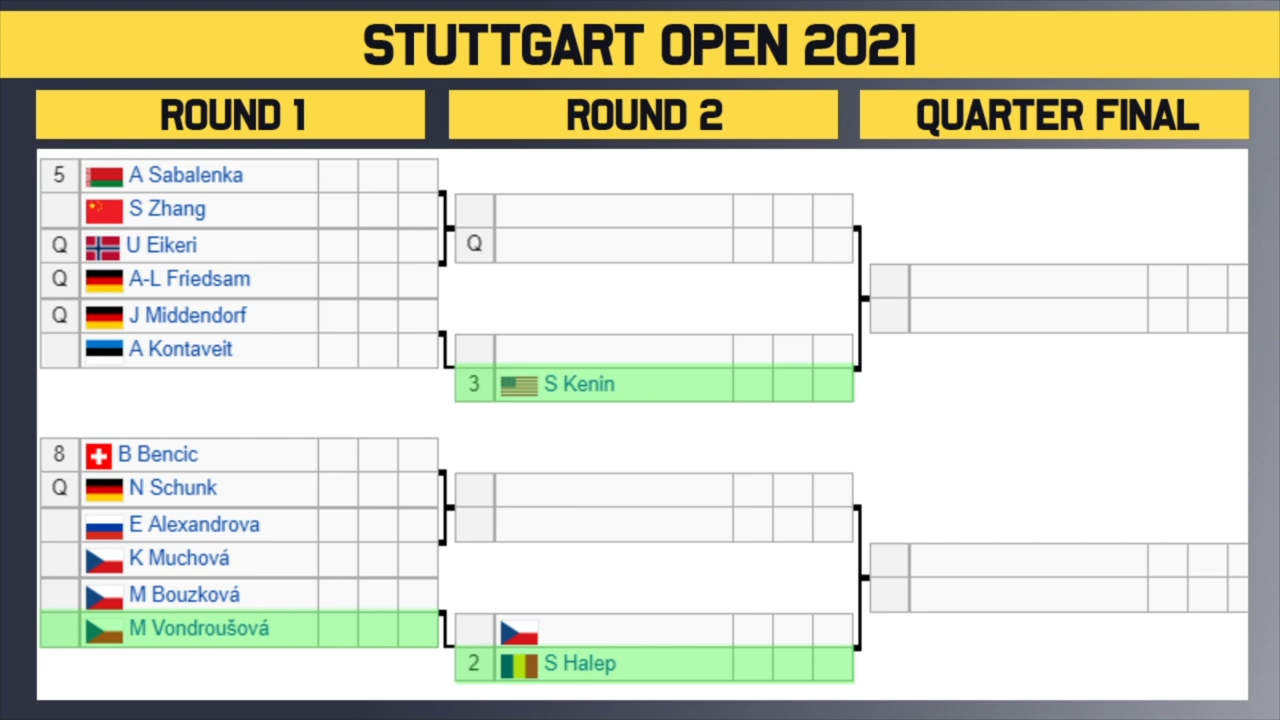 STUTTGART OPEN 2021
ROUND 1
ROUND 2
QUARTER FINAL
5 A Sabalenka
S Zhang
Q U Eikeri
Q A-L Friedsam
Q J Middendorf
A Kontaveit
Q
3 S Kenin
8 B Bencic
Q N Schunk
E Alexandrova
K Muchová
M Bouzková
M Vondroušová
2 S Halep